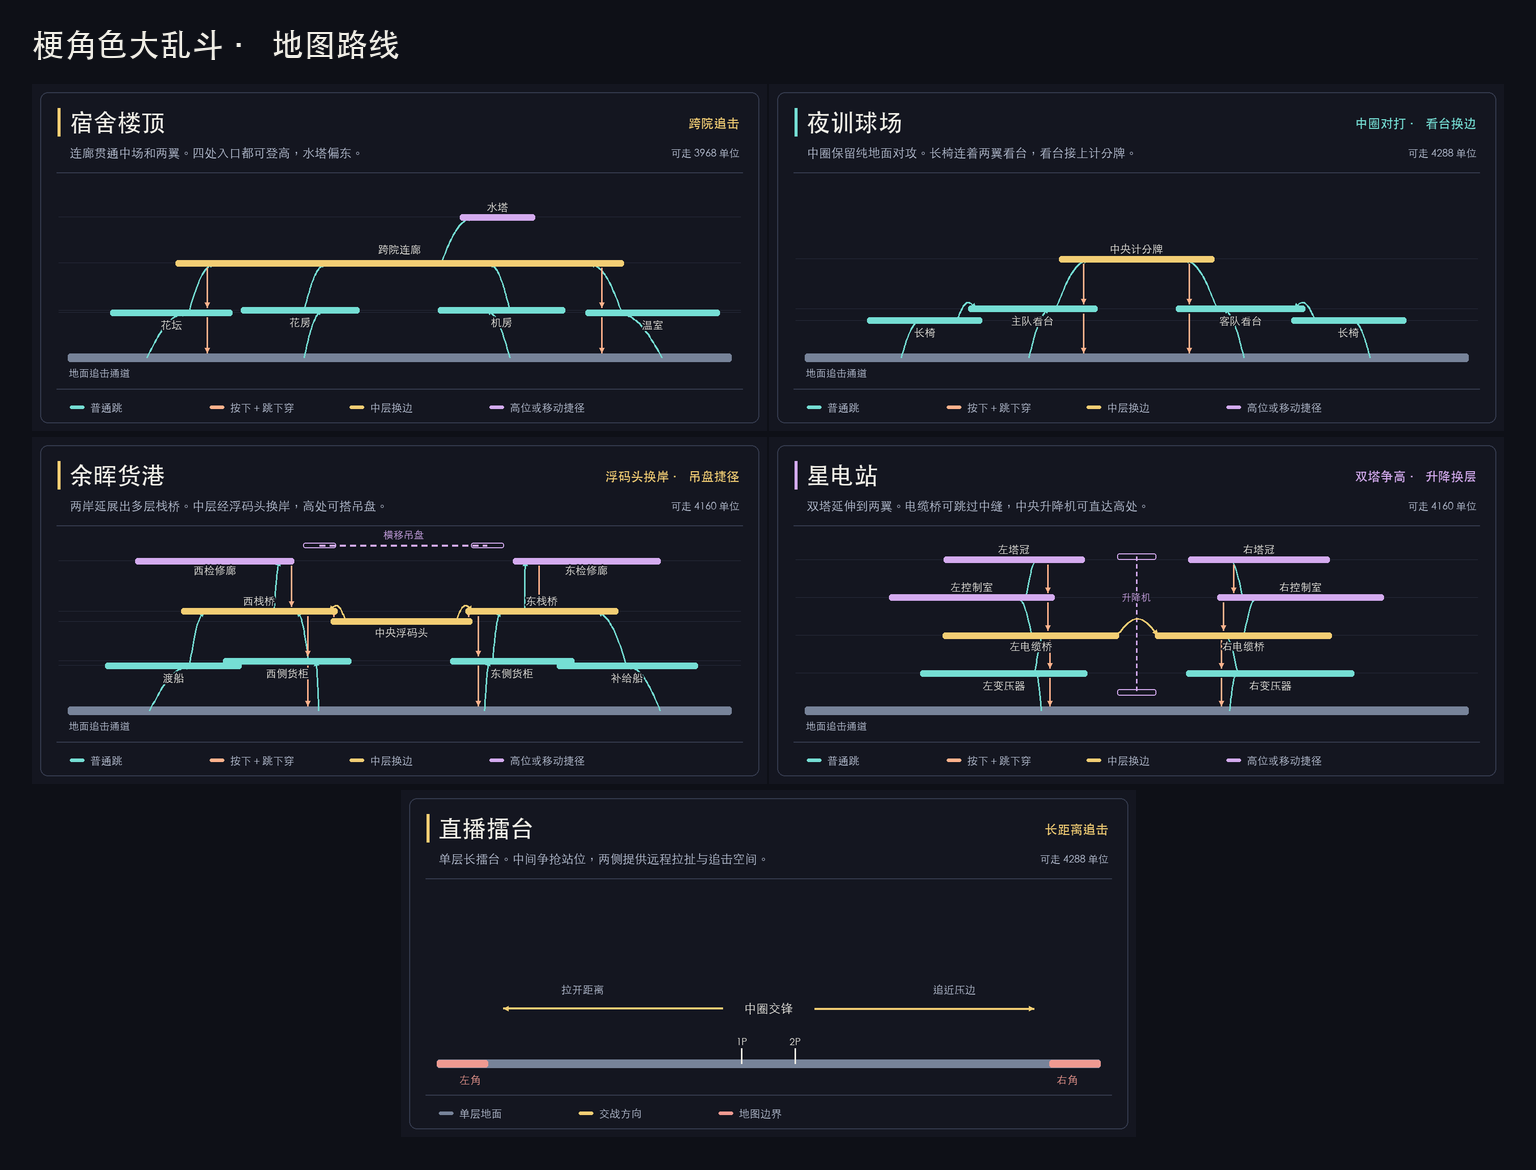 梗角色大乱斗 · 地图路线
宿舍楼顶
跨院追击
连廊贯通中场和两翼。四处入口都可登高，水塔偏东。
可走 3968 单位
水塔
跨院连廊
花坛
花房
机房
温室
地面追击通道
普通跳
按下 + 跳下穿
中层换边
高位或移动捷径
夜训球场
中圈对打 · 看台换边
中圈保留纯地面对攻。长椅连着两翼看台，看台接上计分牌。
可走 4288 单位
中央计分牌
主队看台
客队看台
长椅
长椅
地面追击通道
普通跳
按下 + 跳下穿
中层换边
高位或移动捷径
余晖货港
浮码头换岸 · 吊盘捷径
两岸延展出多层栈桥。中层经浮码头换岸，高处可搭吊盘。
可走 4160 单位
横移吊盘
西检修廊
东检修廊
西栈桥
东栈桥
中央浮码头
渡船
西侧货柜
东侧货柜
补给船
地面追击通道
普通跳
按下 + 跳下穿
中层换边
高位或移动捷径
星电站
双塔争高 · 升降换层
双塔延伸到两翼。电缆桥可跳过中缝，中央升降机可直达高处。
可走 4160 单位
左塔冠
右塔冠
左控制室
右控制室
升降机
左电缆桥
右电缆桥
左变压器
右变压器
地面追击通道
普通跳
按下 + 跳下穿
中层换边
高位或移动捷径
直播擂台
长距离追击
单层长擂台。中间争抢站位，两侧提供远程拉扯与追击空间。
可走 4288 单位
拉开距离
追近压边
中圈交锋
1P
2P
左角
右角
单层地面
交战方向
地图边界